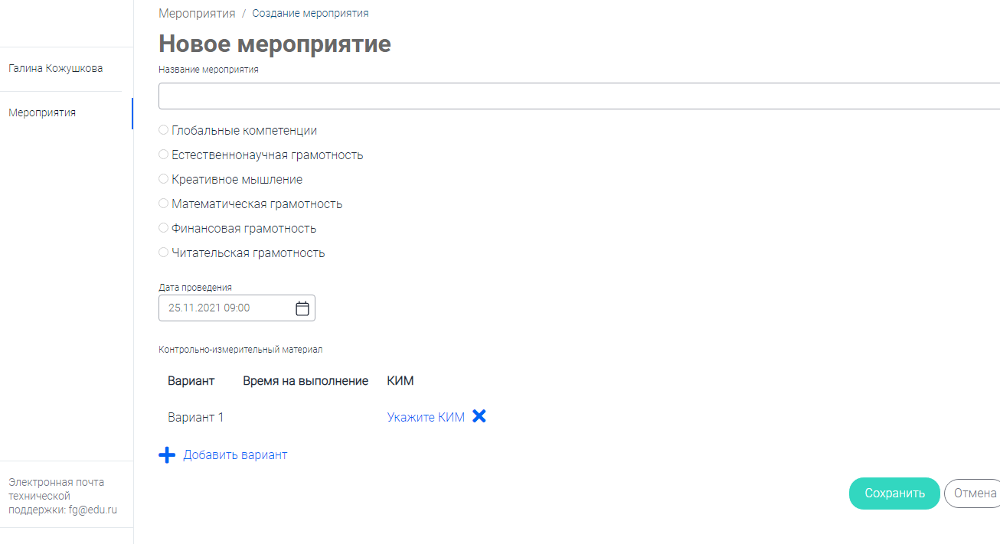 Мероприятия / Создание мероприятия
Новое мероприятие
Галина Кожушкова
Мероприятия
Название мероприятия
Глобальные компетенции
Естественнонаучная грамотность
Креативное мышление
Математическая грамотность
Финансовая грамотность
Читательская грамотность
Дата проведения
25.11.2021 09:00
Контрольно-измерительный материал
Вариант Время на выполнение КИМ
Вариант 1 Укажите КИМ
Добавить вариант
Сохранить Отмена
Электронная почта
технической
поддержки: fg@edu.ru